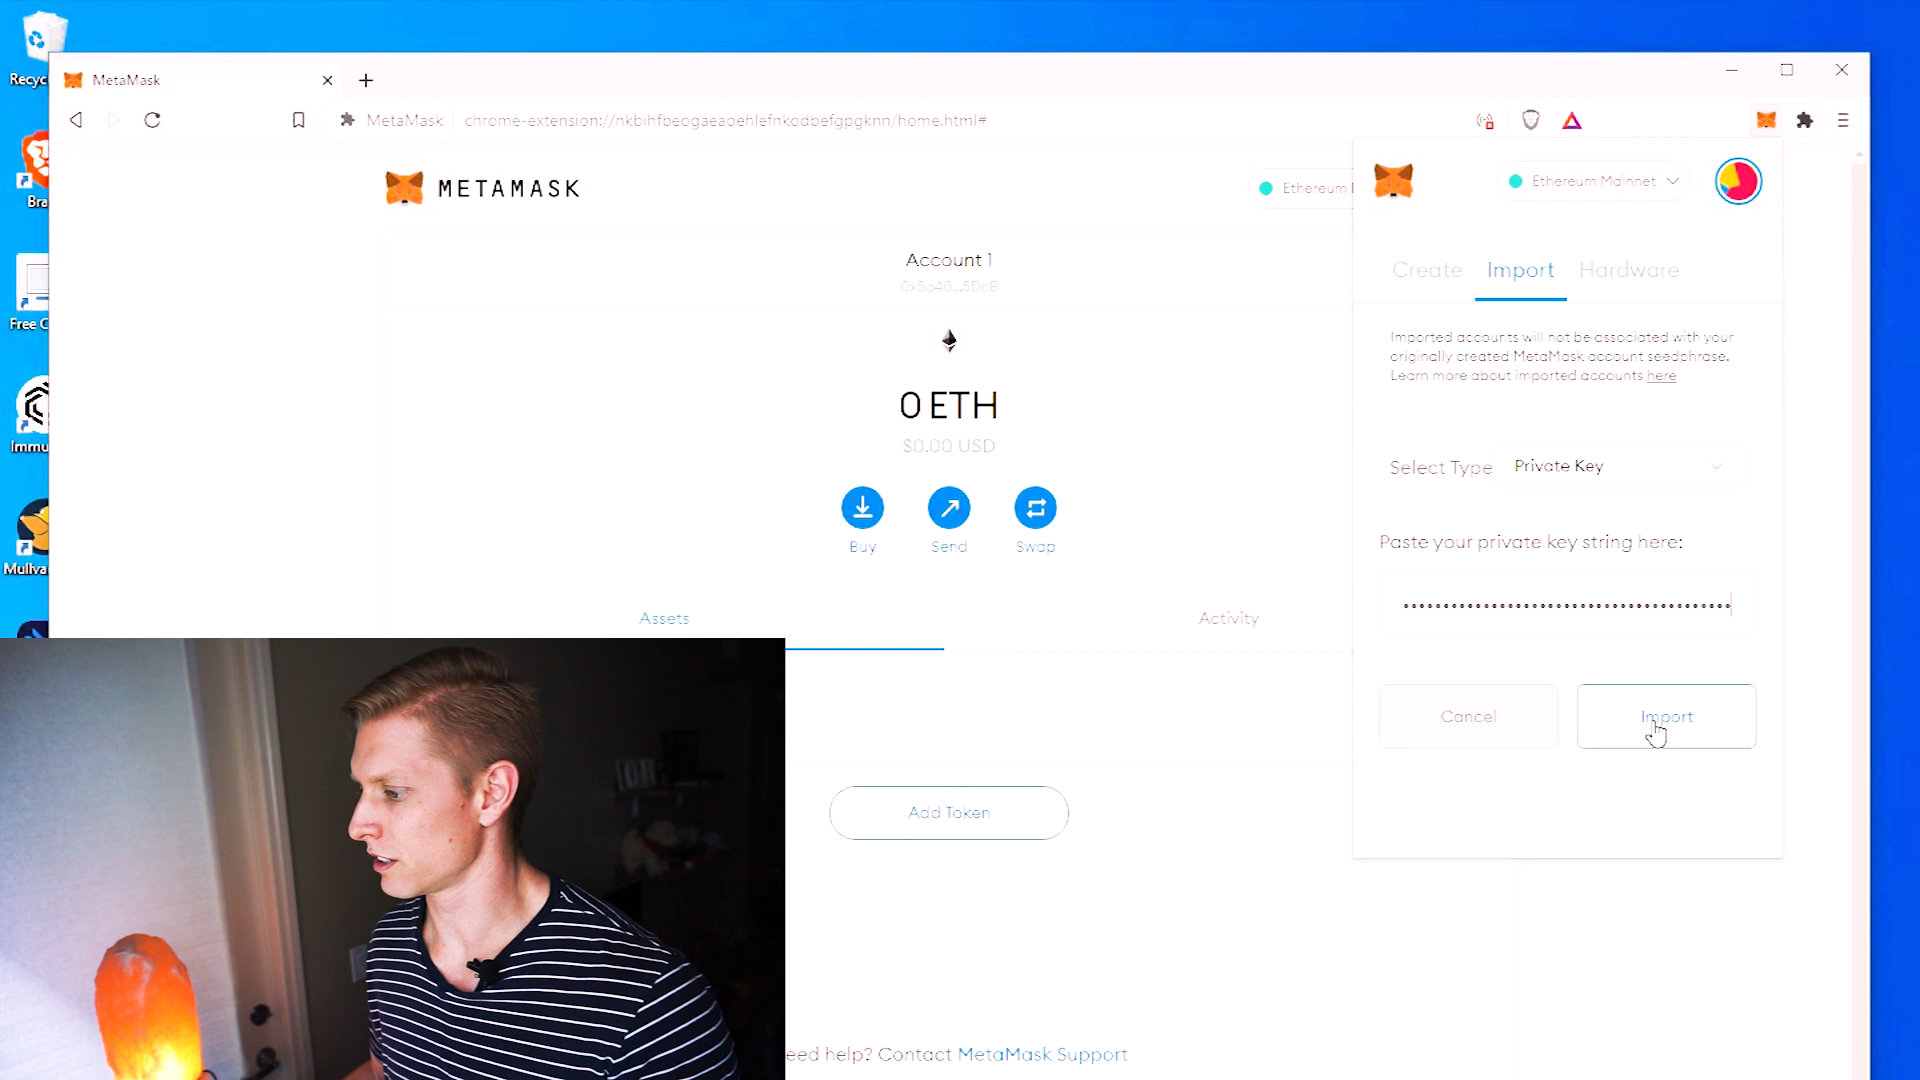 Recyc
MetaMask
MetaMask chrome-extension://nkbihfbeogaeaoehlefnkodbefgpgknn/home.html#
METAMASK
Ethereum
Ethereum Mainnet
Bra
Account 1
0x5a40...5DcB
Create Import Hardware
Free C
Imported accounts will not be associated with your
originally created MetaMask account seedphrase.
Learn more about imported accounts here
0 ETH
$0.00 USD
Immu
Select Type Private Key
Buy Send Swap
Paste your private key string here:
Mullva
Assets Activity
Cancel Import
Add Token
eed help? Contact MetaMask Support